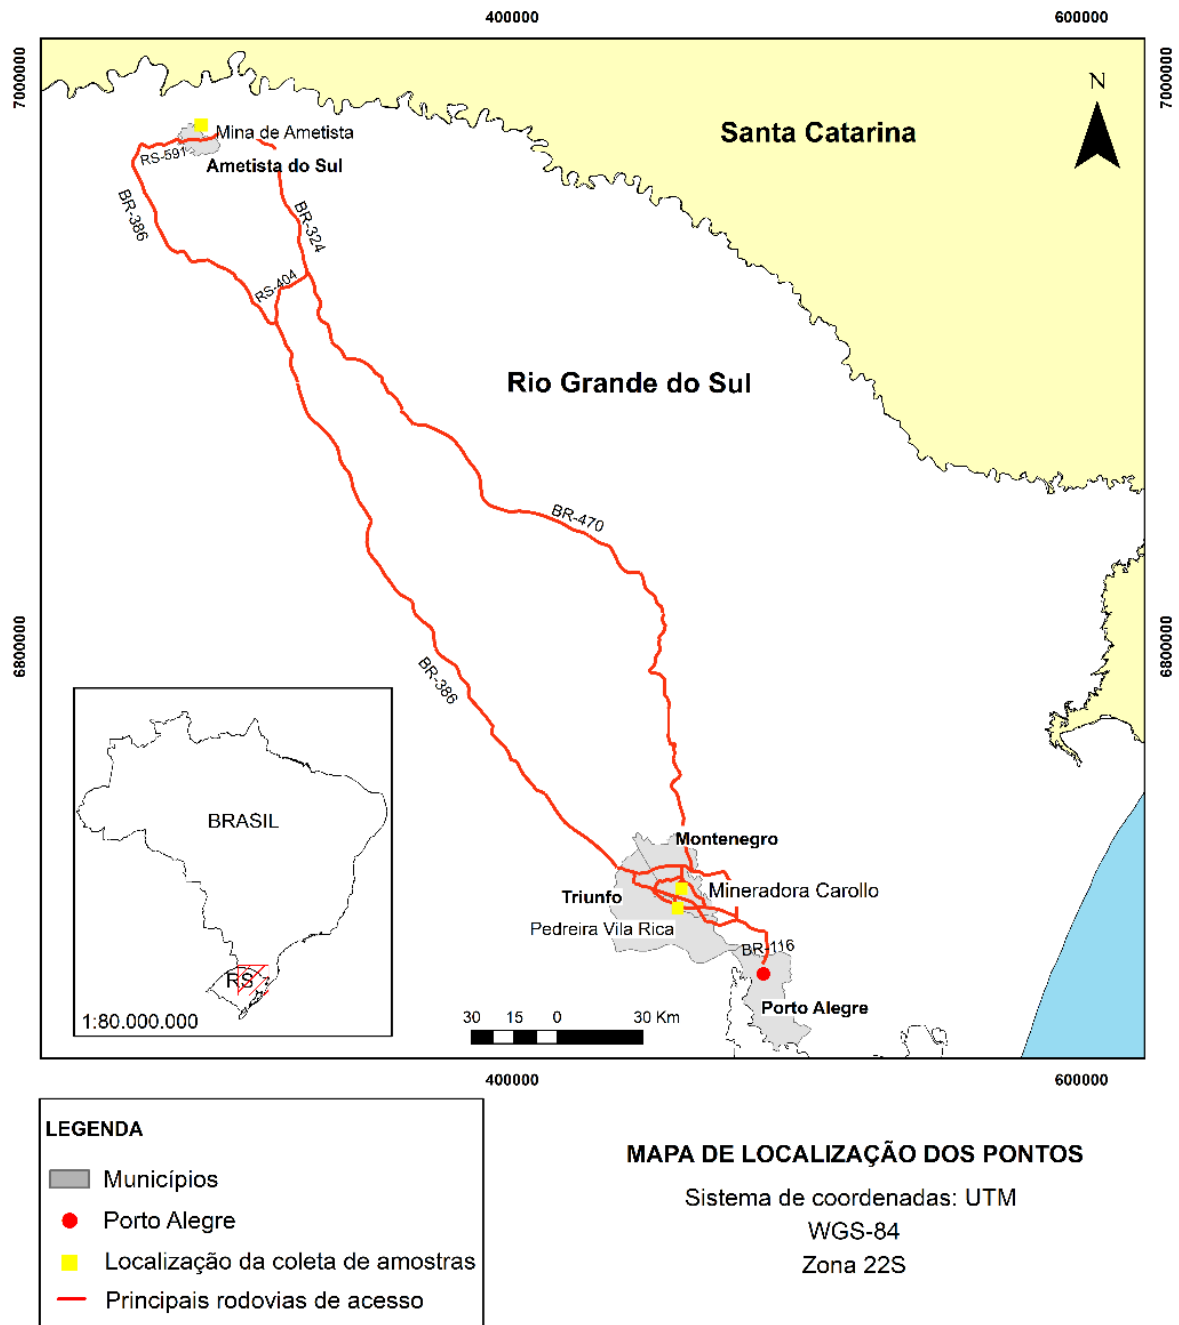 400000
600000
7000000
7000000
N
Santa Catarina
Mina de Ametista
RS-591
Ametista do Sul
BR-386
BR-324
RS-404
Rio Grande do Sul
BR-470
6800000
6800000
BR-386
BRASIL
RS
1:80.000.000
Montenegro
Mineradora Carollo
Triunfo
Pedreira Vila Rica
BR-116
Porto Alegre
30 15 0 30 Km
400000
600000
LEGENDA
Municípios
Porto Alegre
Localização da coleta de amostras
Principais rodovias de acesso
MAPA DE LOCALIZAÇÃO DOS PONTOS
Sistema de coordenadas: UTM
WGS-84
Zona 22S